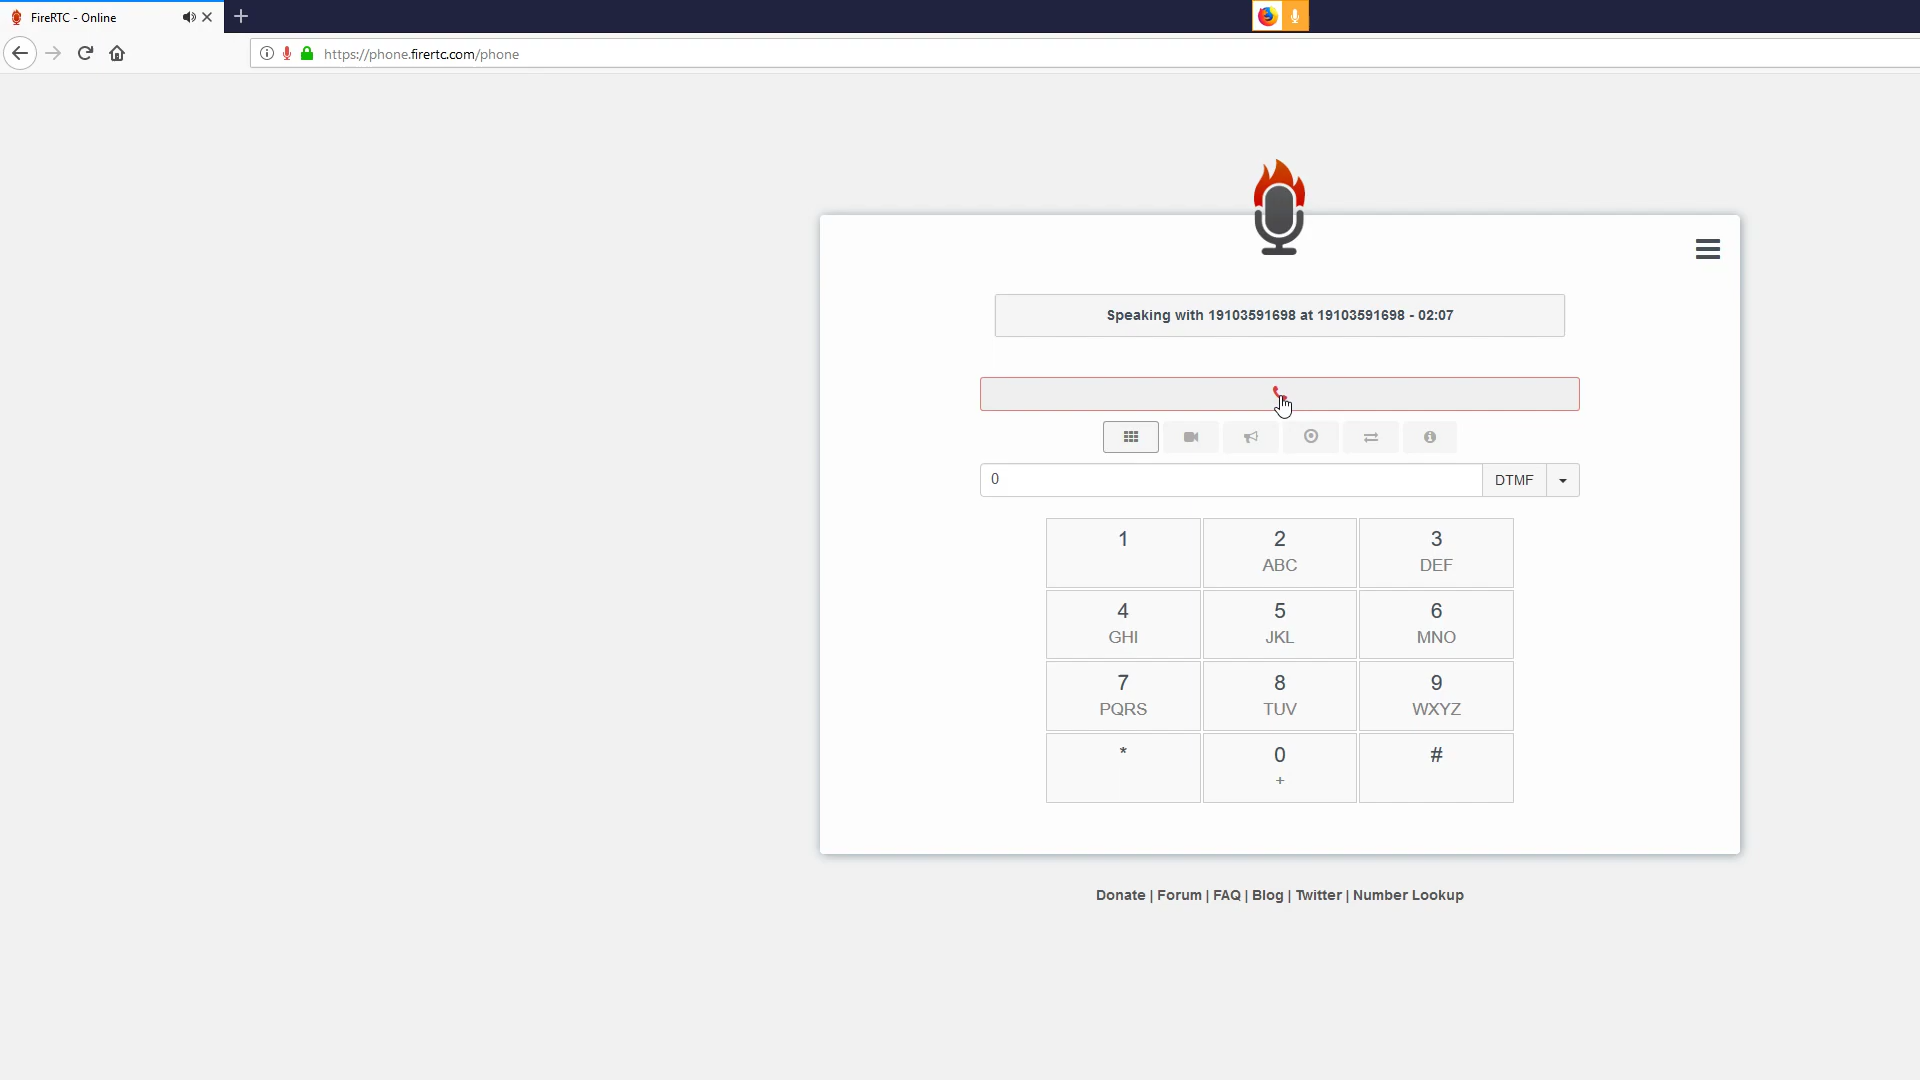 FireRTC - Online
https://phone.firertc.com/phone
Speaking with 19103591698 at 19103591698 - 02:07
0
DTMF
1
2
ABC
3
DEF
4
GHI
5
JKL
6
MNO
7
PQRS
8
TUV
9
WXYZ
*
0
+
#
Donate | Forum | FAQ | Blog | Twitter | Number Lookup